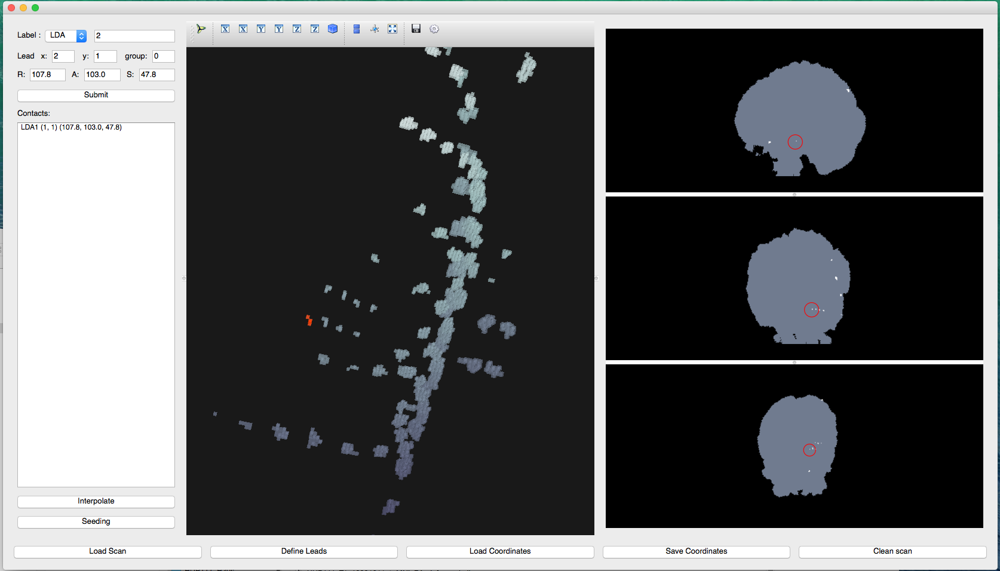 Label : LDA 2
Lead x: 2 y: 1 group: 0
R: 107.8 A: 103.0 S: 47.8
Submit
Contacts:
LDA1 (1, 1) (107.8, 103.0, 47.8)
X X Y Y Z Z
Interpolate
Seeding
Load Scan Define Leads Load Coordinates Save Coordinates Clean scan